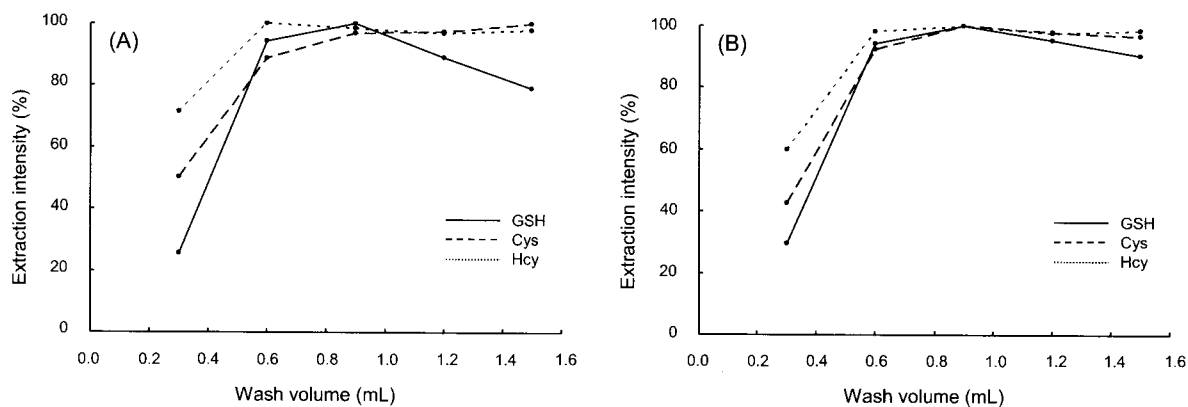 (A)
Extraction intensity (%)
100
80
60
40
20
0
GSH
Cys
Hcy
0.0 0.2 0.4 0.6 0.8 1.0 1.2 1.4 1.6
Wash volume (mL)
(B)
Extraction intensity (%)
100
80
60
40
20
0
GSH
Cys
Hcy
0.0 0.2 0.4 0.6 0.8 1.0 1.2 1.4 1.6
Wash volume (mL)